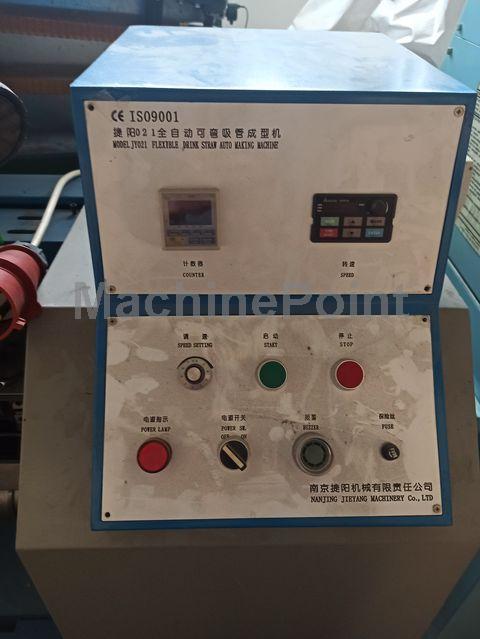 CE ISO9001
捷阳021全自动可弯吸管成型机
MODEL JY021 FLEXYBLE DRINK STRAW AUTO MAKING MACHINE
计数器
COUNTER
转速
SPEED
MachinePoint
调速
SPEED SETTING
启动
START
停止
STOP
电源指示
POWER LAMP
电源开关
POWER SW.
OFF ON
BUZZER
保险丝
FUSE
南京捷阳机械有限责任公司
NANJING JIEYANG MACHINERY Co., LTD